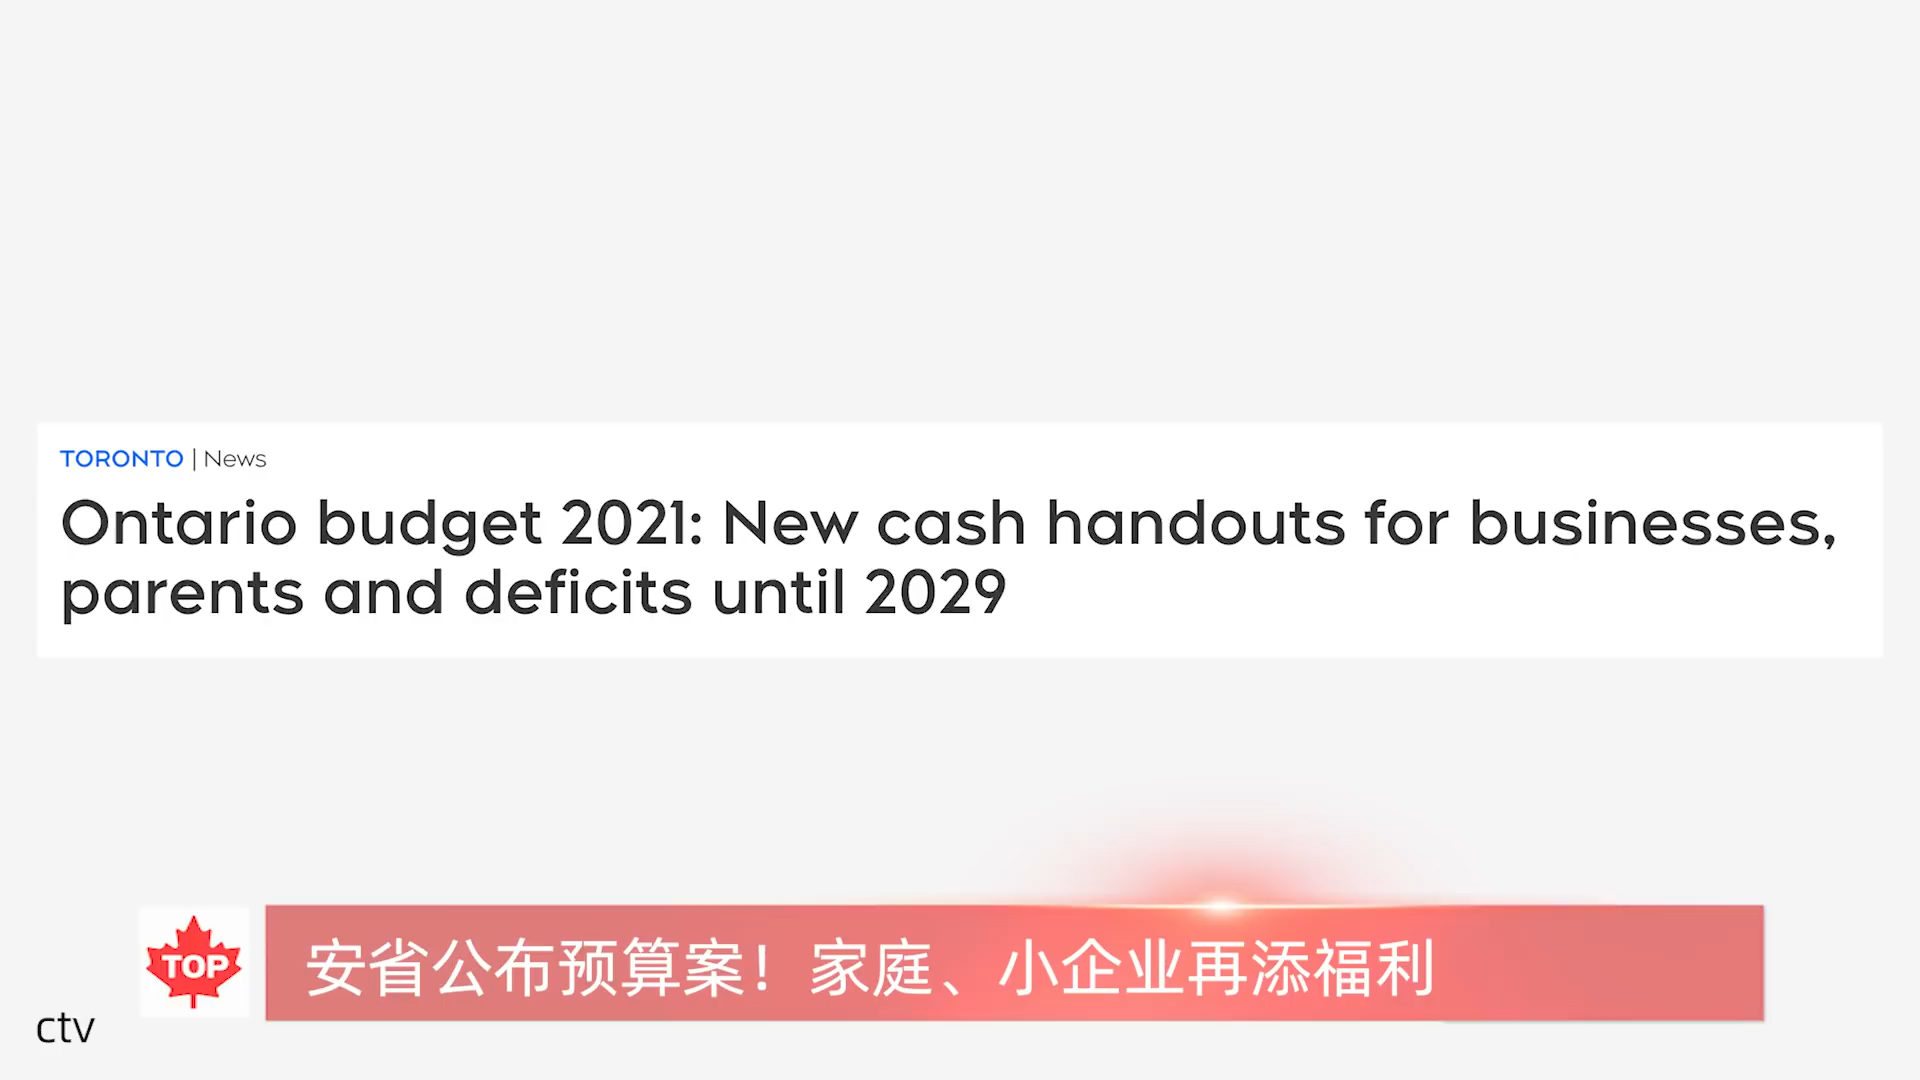 TORONTO | News
Ontario budget 2021: New cash handouts for businesses,
parents and deficits until 2029
TOP
安省公布预算案！家庭、小企业再添福利
ctv